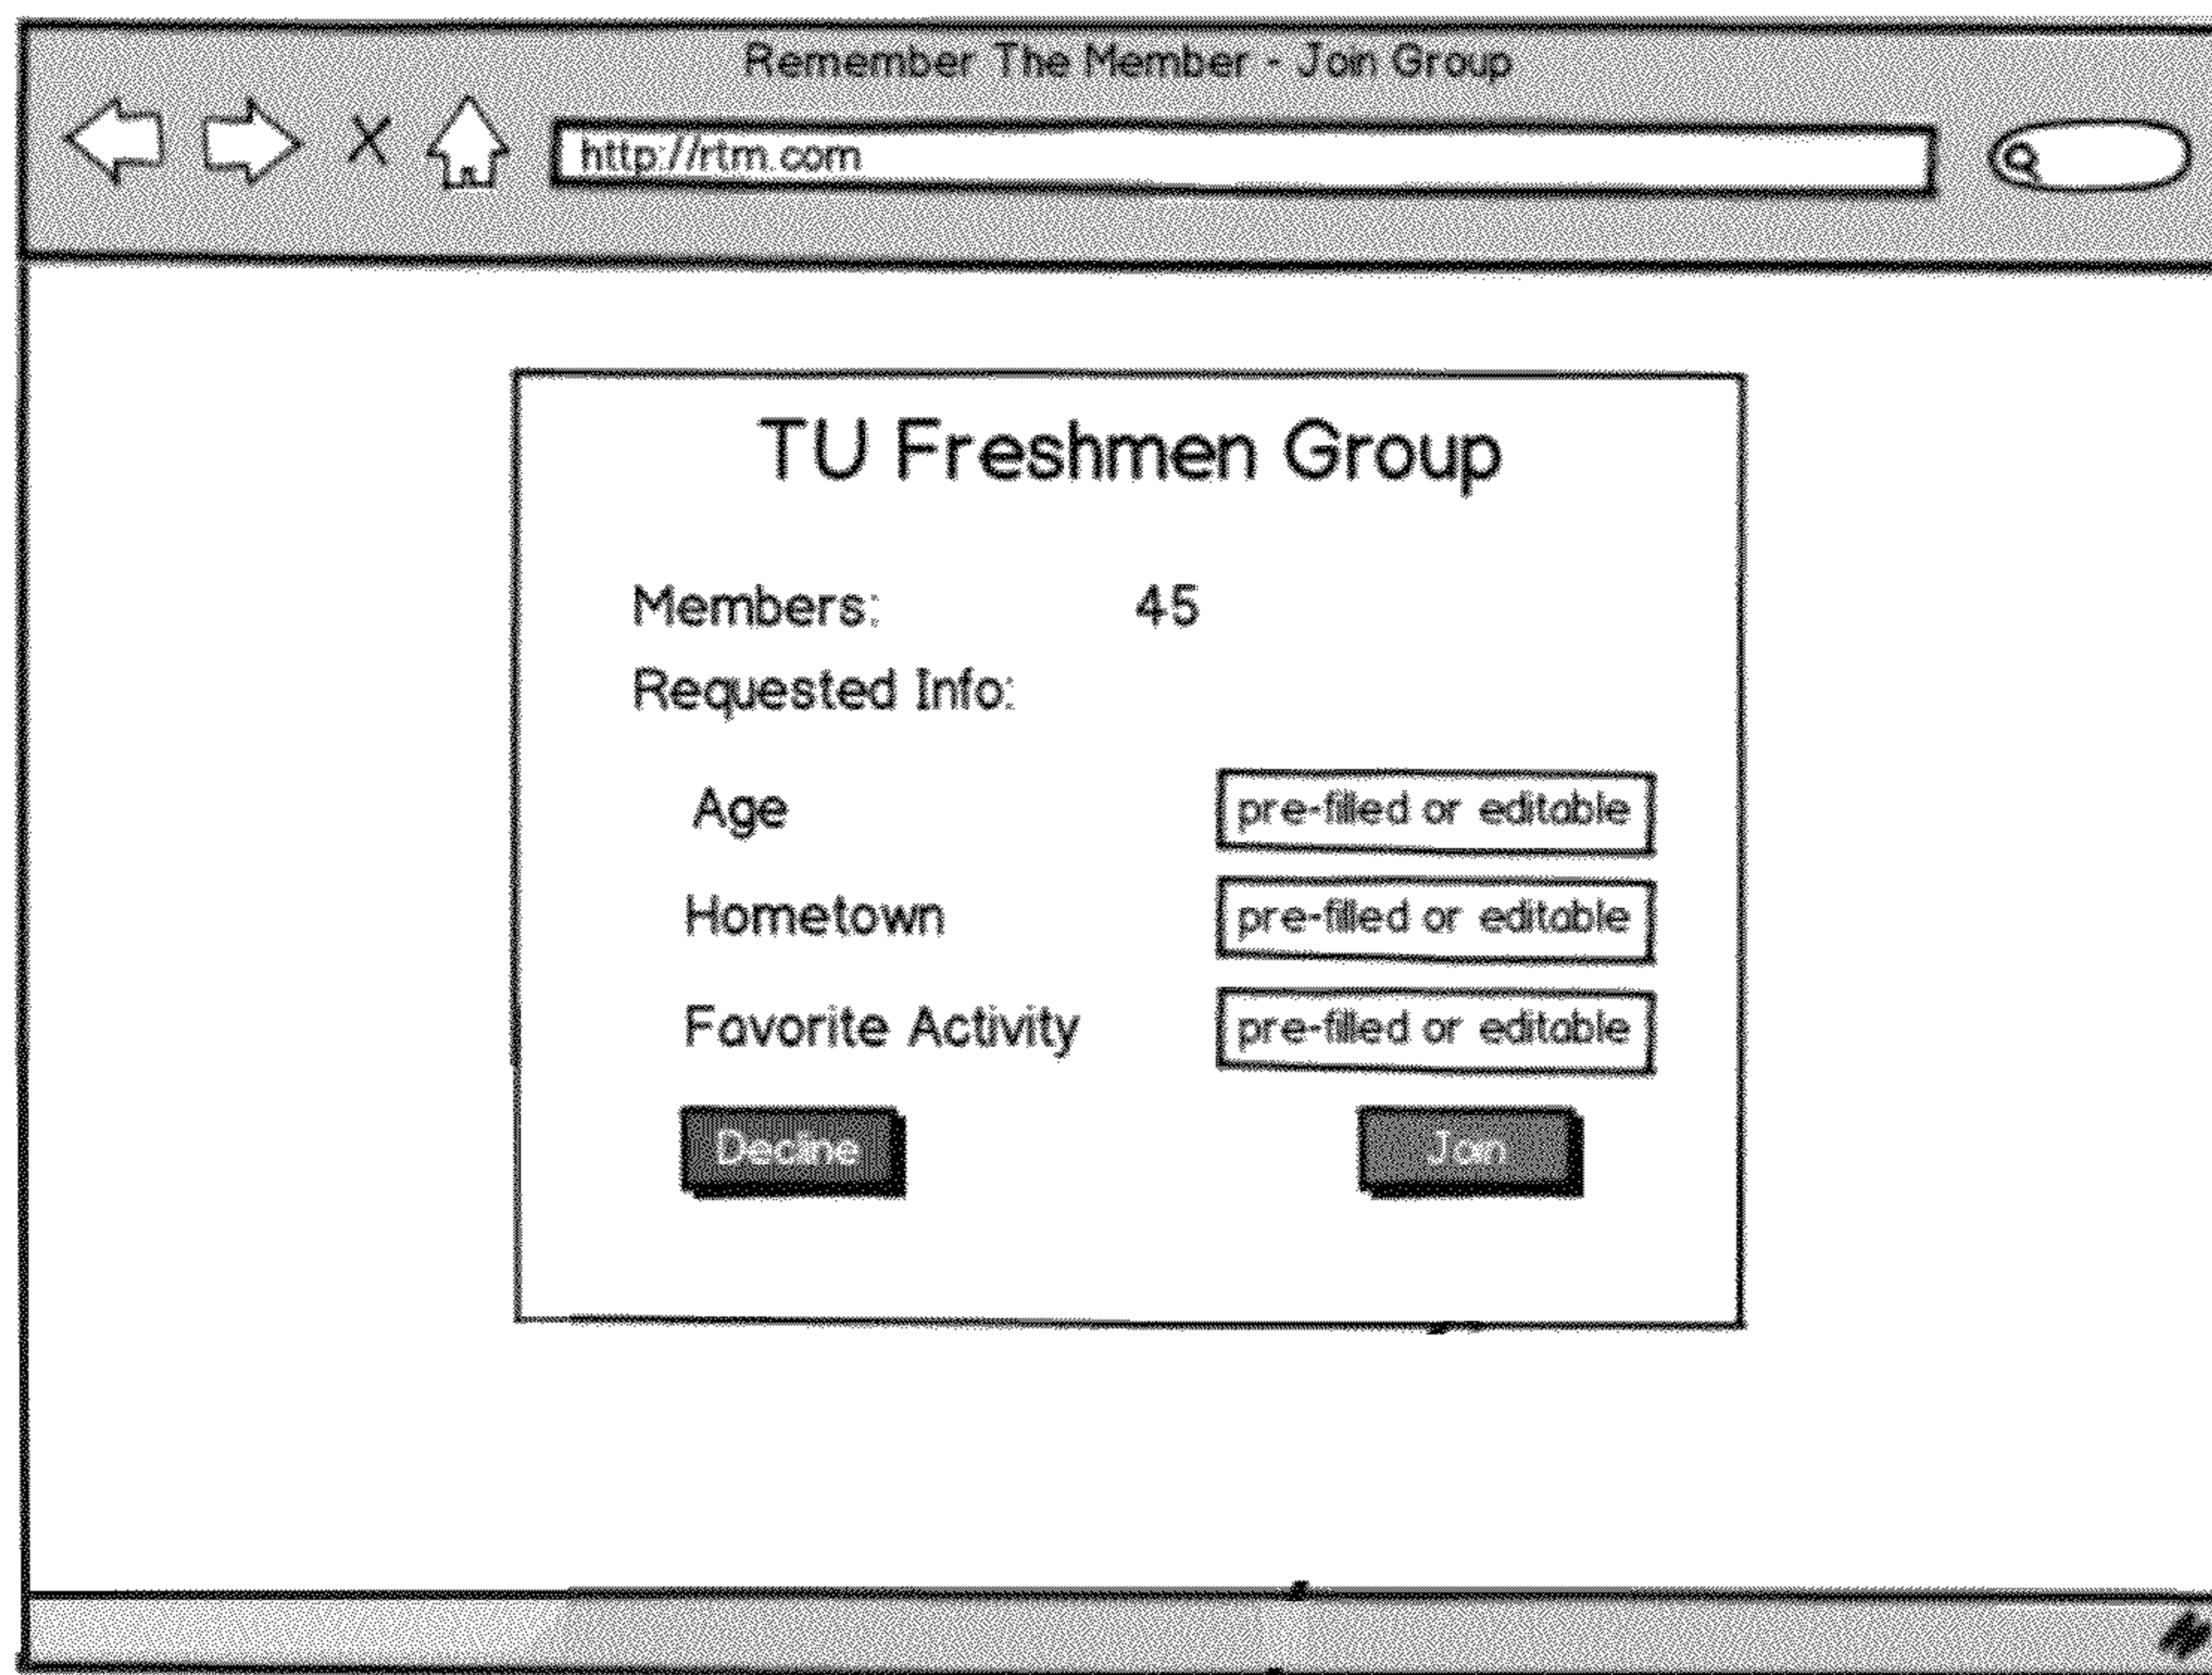 Remember The Member - Join Group
http://rtm.com
TU Freshmen Group
Members: 45
Requested Info:
Age pre-filled or editable
Hometown pre-filled or editable
Favorite Activity pre-filled or editable
Decline Join